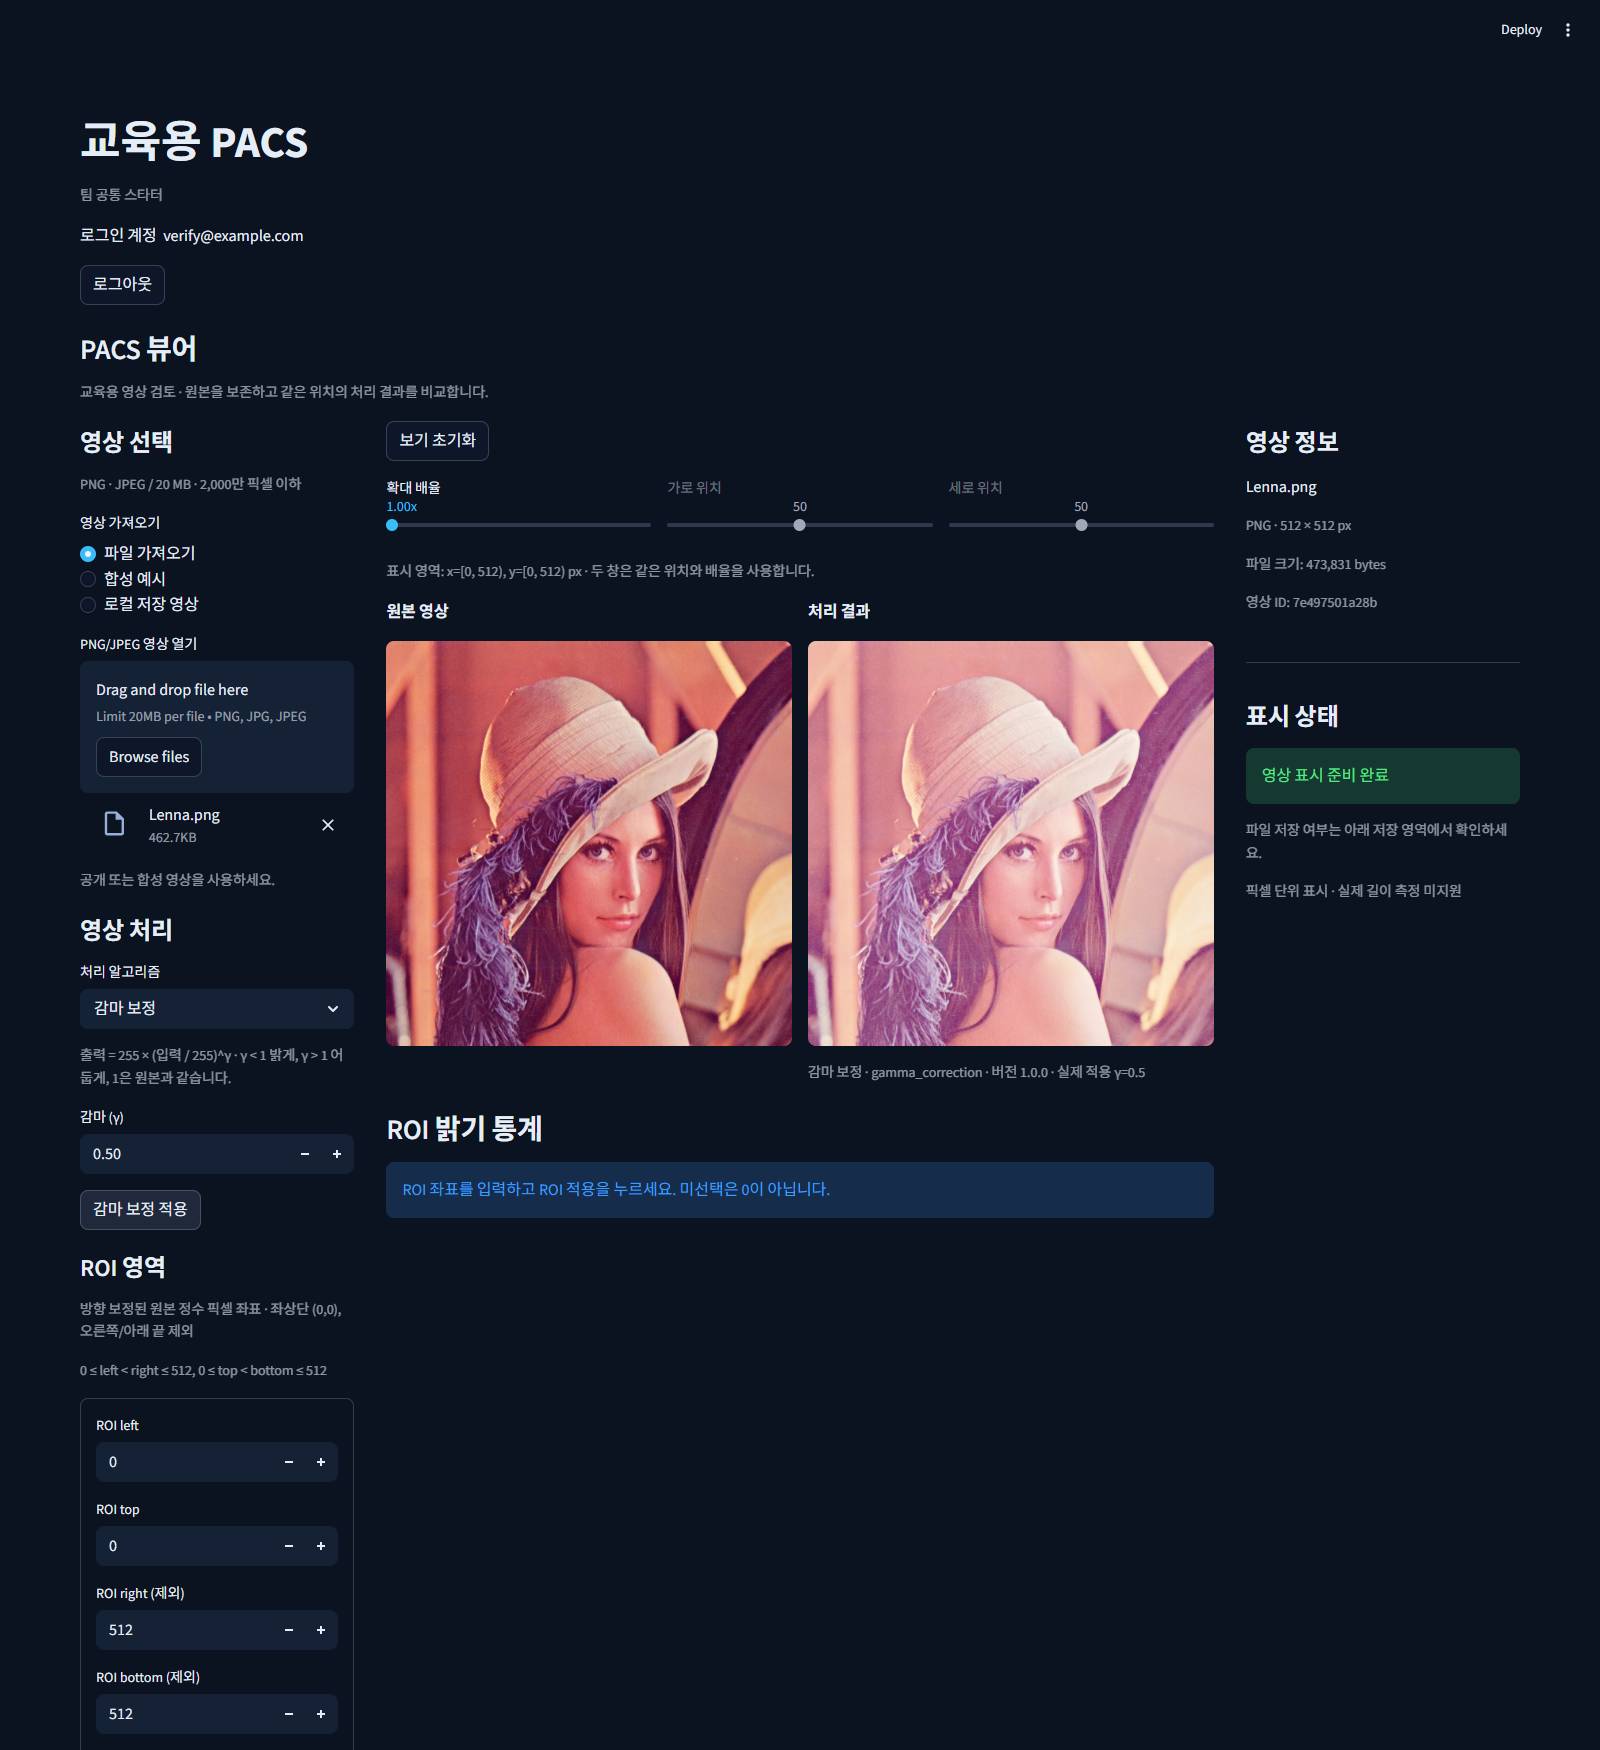 Deploy
교육용 PACS
팀 공통 스타터
로그인 계정 verify@example.com
로그아웃
PACS 뷰어
교육용 영상 검토 · 원본을 보존하고 같은 위치의 처리 결과를 비교합니다.
영상 선택
PNG · JPEG / 20 MB · 2,000만 픽셀 이하
영상 가져오기
파일 가져오기
합성 예시
로컬 저장 영상
PNG/JPEG 영상 열기
Drag and drop file here
Limit 20MB per file • PNG, JPG, JPEG
Browse files
Lenna.png
462.7KB
공개 또는 합성 영상을 사용하세요.
영상 처리
처리 알고리즘
감마 보정
출력 = 255 × (입력 / 255)^γ · γ < 1 밝게, γ > 1 어
둡게, 1은 원본과 같습니다.
감마 (γ)
0.50
감마 보정 적용
ROI 영역
방향 보정된 원본 정수 픽셀 좌표 · 좌상단 (0,0),
오른쪽/아래 끝 제외
0 ≤ left < right ≤ 512, 0 ≤ top < bottom ≤ 512
ROI left
0
ROI top
0
ROI right (제외)
512
ROI bottom (제외)
512
보기 초기화
확대 배율
1.00x
가로 위치
50
세로 위치
50
표시 영역: x=[0, 512), y=[0, 512) px · 두 창은 같은 위치와 배율을 사용합니다.
원본 영상
처리 결과
감마 보정 · gamma_correction · 버전 1.0.0 · 실제 적용 γ=0.5
ROI 밝기 통계
ROI 좌표를 입력하고 ROI 적용을 누르세요. 미선택은 0이 아닙니다.
영상 정보
Lenna.png
PNG · 512 × 512 px
파일 크기: 473,831 bytes
영상 ID: 7e497501a28b
표시 상태
영상 표시 준비 완료
파일 저장 여부는 아래 저장 영역에서 확인하세
요.
픽셀 단위 표시 · 실제 길이 측정 미지원